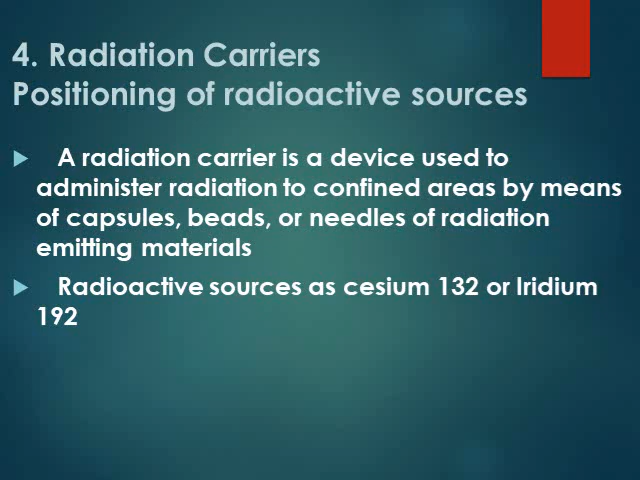 4. Radiation Carriers
Positioning of radioactive sources
A radiation carrier is a device used to
administer radiation to confined areas by means
of capsules, beads, or needles of radiation
emitting materials
Radioactive sources as cesium 132 or Iridium
192